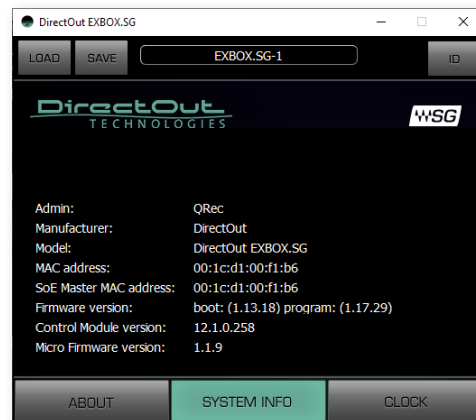 DirectOut EXBOX.SG
LOAD SAVE EXBOX.SG-1 ID
DirectOut
TECHNOLOGIES
WSG
Admin: QRec
Manufacturer: DirectOut
Model: DirectOut EXBOX.SG
MAC address: 00:1c:d1:00:f1:b6
SoE Master MAC address: 00:1c:d1:00:f1:b6
Firmware version: boot: (1.13.18) program: (1.17.29)
Control Module version: 12.1.0.258
Micro Firmware version: 1.1.9
ABOUT SYSTEM INFO CLOCK